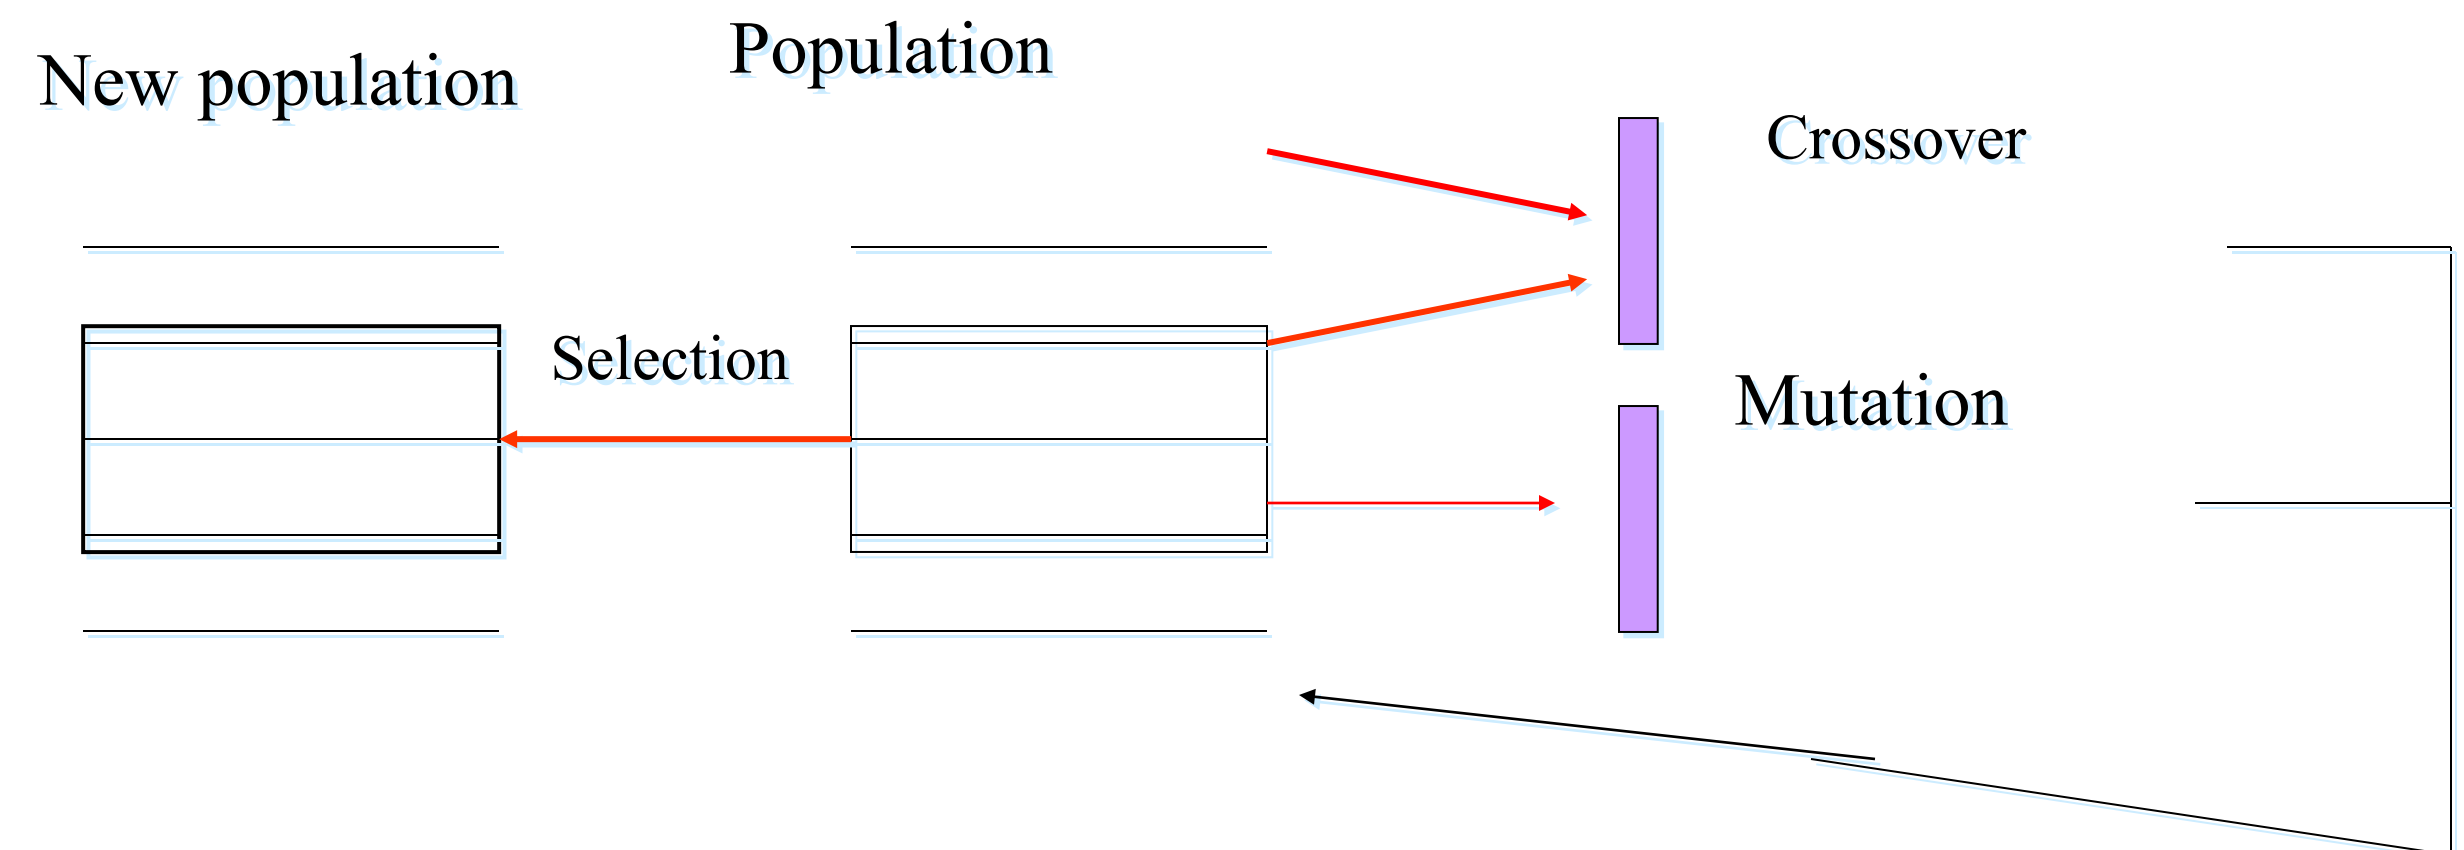 New population
Population
Crossover
Selection
Mutation